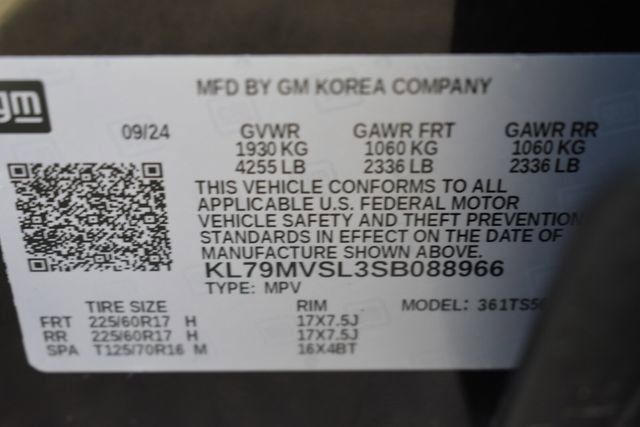 MFD BY GM KOREA COMPANY
gm
09/24 GVWR GAWR FRT GAWR RR
1930 KG 1060 KG 1060 KG
4255 LB 2336 LB 2336 LB
THIS VEHICLE CONFORMS TO ALL
APPLICABLE U.S. FEDERAL MOTOR
VEHICLE SAFETY AND THEFT PREVENTION
STANDARDS IN EFFECT ON THE DATE OF
MANUFACTURE SHOWN ABOVE.
KL79MVSL3SB088966
TYPE: MPV
TIRE SIZE RIM MODEL:
FRT 225/60R17 H 17X7.5J
RR 225/60R17 H 17X7.5J
SPA T125/70R16 M 16X4BT